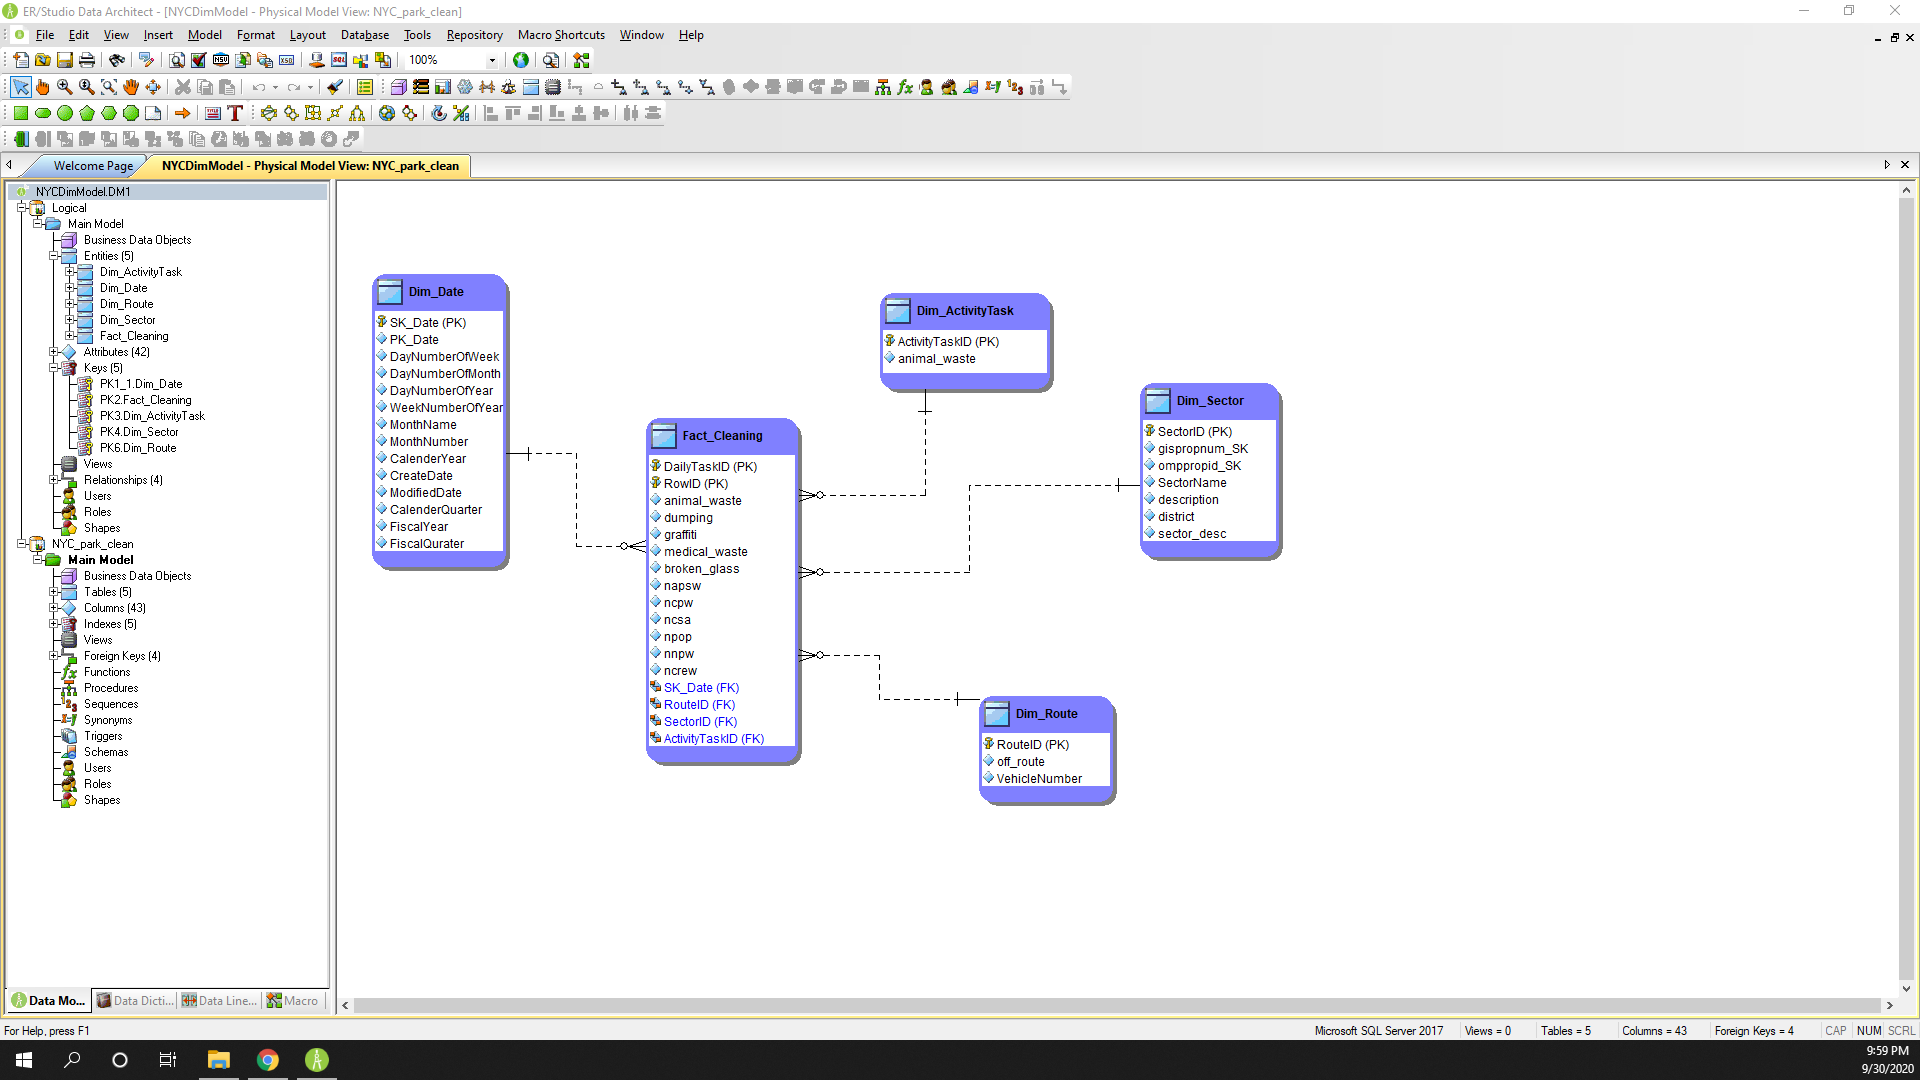 ER/Studio Data Architect - [NYCDimModel - Physical Model View: NYC_park_clean]
File Edit View Insert Model Format Layout Database Tools Repository Macro Shortcuts Window Help
100%
Welcome Page
NYCDimModel - Physical Model View: NYC_park_clean
NYCDimModel.DM1
Logical
Main Model
Business Data Objects
Entities (5)
Dim_ActivityTask
Dim_Date
Dim_Route
Dim_Sector
Fact_Cleaning
Attributes (42)
Keys (5)
PK1_1.Dim_Date
PK2.Fact_Cleaning
PK3.Dim_ActivityTask
PK4.Dim_Sector
PK6.Dim_Route
Views
Relationships (4)
Users
Roles
Shapes
NYC_park_clean
Main Model
Business Data Objects
Tables (5)
Columns (43)
Indexes (5)
Views
Foreign Keys (4)
Functions
Procedures
Sequences
Synonyms
Triggers
Schemas
Users
Roles
Shapes
Data Mo...
Data Dicti...
Data Line...
Macro
Dim_Date
SK_Date (PK)
PK_Date
DayNumberOfWeek
DayNumberOfMonth
DayNumberOfYear
WeekNumberOfYear
MonthName
MonthNumber
CalenderYear
CreateDate
ModifiedDate
CalenderQuarter
FiscalYear
FiscalQurater
Fact_Cleaning
DailyTaskID (PK)
RowID (PK)
animal_waste
dumping
graffiti
medical_waste
broken_glass
napsw
ncpw
ncsa
npop
nnpw
ncrew
SK_Date (FK)
RouteID (FK)
SectorID (FK)
ActivityTaskID (FK)
Dim_ActivityTask
ActivityTaskID (PK)
animal_waste
Dim_Sector
SectorID (PK)
gispropnum_SK
omppropid_SK
SectorName
description
district
sector_desc
Dim_Route
RouteID (PK)
off_route
VehicleNumber
For Help, press F1
Microsoft SQL Server 2017
Views = 0
Tables = 5
Columns = 43
Foreign Keys = 4
CAP NUM SCRL
9:59 PM
9/30/2020